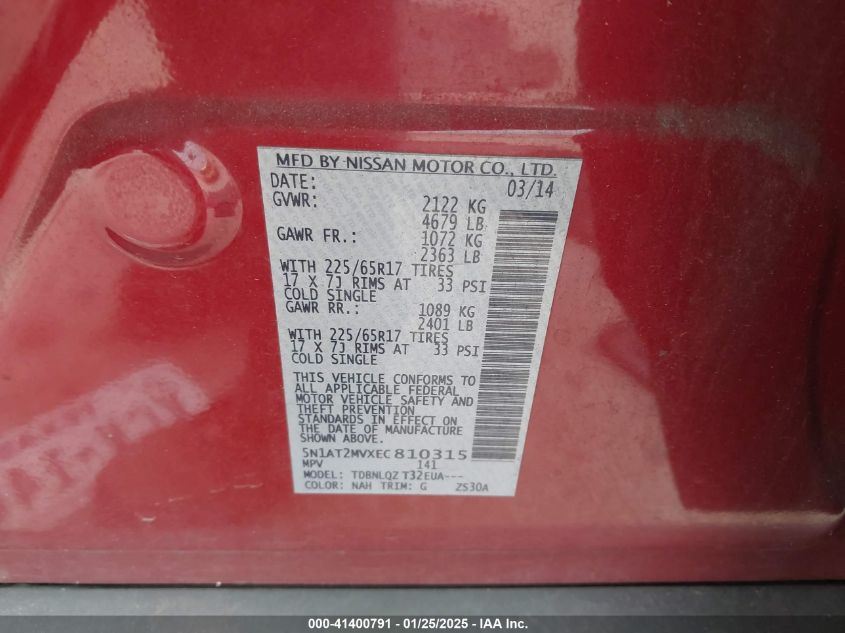 MFD BY NISSAN MOTOR CO., LTD.
DATE: 03/14
GVWR: 2122 KG
4679 LB
GAWR FR.: 1072 KG
2363 LB
WITH 225/65R17 TIRES
17 X 7J RIMS AT 33 PSI
COLD SINGLE
GAWR RR.: 1089 KG
2401 LB
WITH 225/65R17 TIRES
17 X 7J RIMS AT 33 PSI
COLD SINGLE
THIS VEHICLE CONFORMS TO
ALL APPLICABLE FEDERAL
MOTOR VEHICLE SAFETY AND
THEFT PREVENTION
STANDARDS IN EFFECT ON
THE DATE OF MANUFACTURE
SHOWN ABOVE.
5N1AT2MVXEC810315
MPV 141
MODEL: TDBNLQZ T32EUA---
COLOR: NAH TRIM: G ZS30A
000-41400791 - 01/25/2025 - IAA Inc.